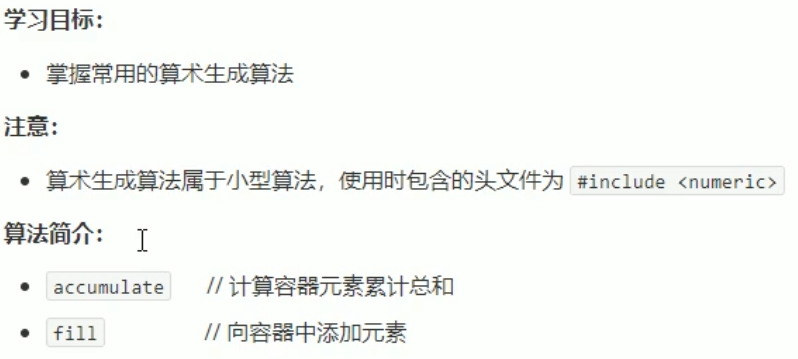 学习目标：
掌握常用的算术生成算法
注意：
算术生成算法属于小型算法，使用时包含的头文件为 #include <numeric>
算法简介：
accumulate // 计算容器元素累计总和
fill // 向容器中添加元素